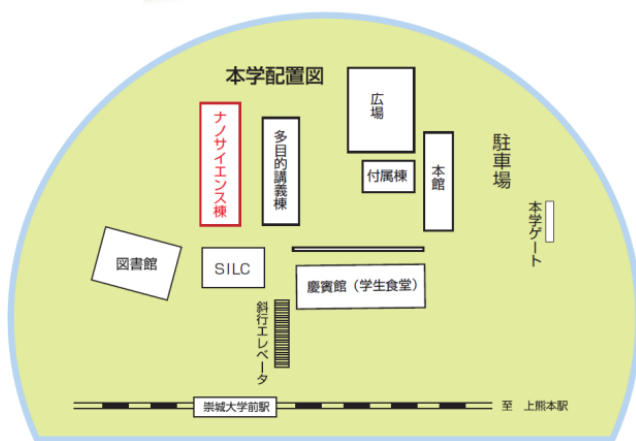 本学配置図
広場
ナノサイエンス棟
多目的講義棟
付属棟
本館
駐車場
本学ゲート
図書館
SILC
慶賓館（学生食堂）
斜行エレベータ
崇城大学前駅
至 上熊本駅